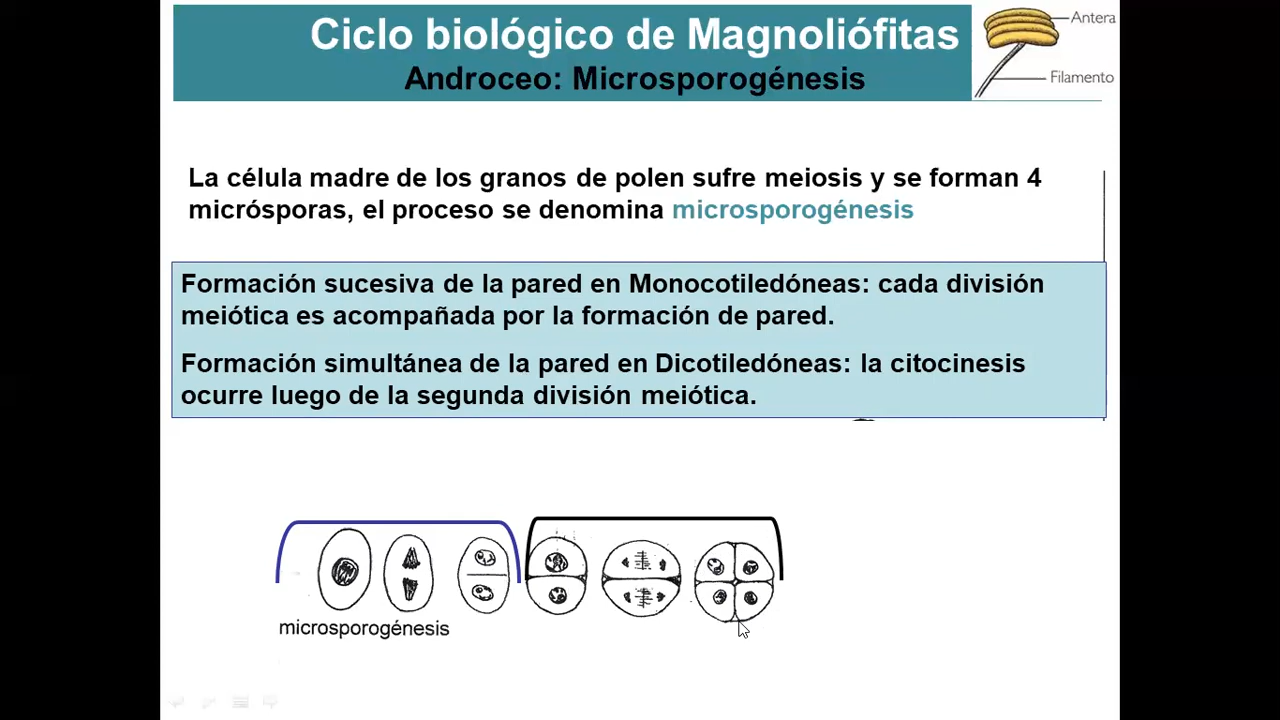 Ciclo biológico de Magnoliófitas
Androceo: Microsporogénesis
Antera
Filamento
La célula madre de los granos de polen sufre meiosis y se forman 4
micrósporas, el proceso se denomina microsporogénesis
Formación sucesiva de la pared en Monocotiledóneas: cada división
meiótica es acompañada por la formación de pared.
Formación simultánea de la pared en Dicotiledóneas: la citocinesis
ocurre luego de la segunda división meiótica.
microsporogénesis